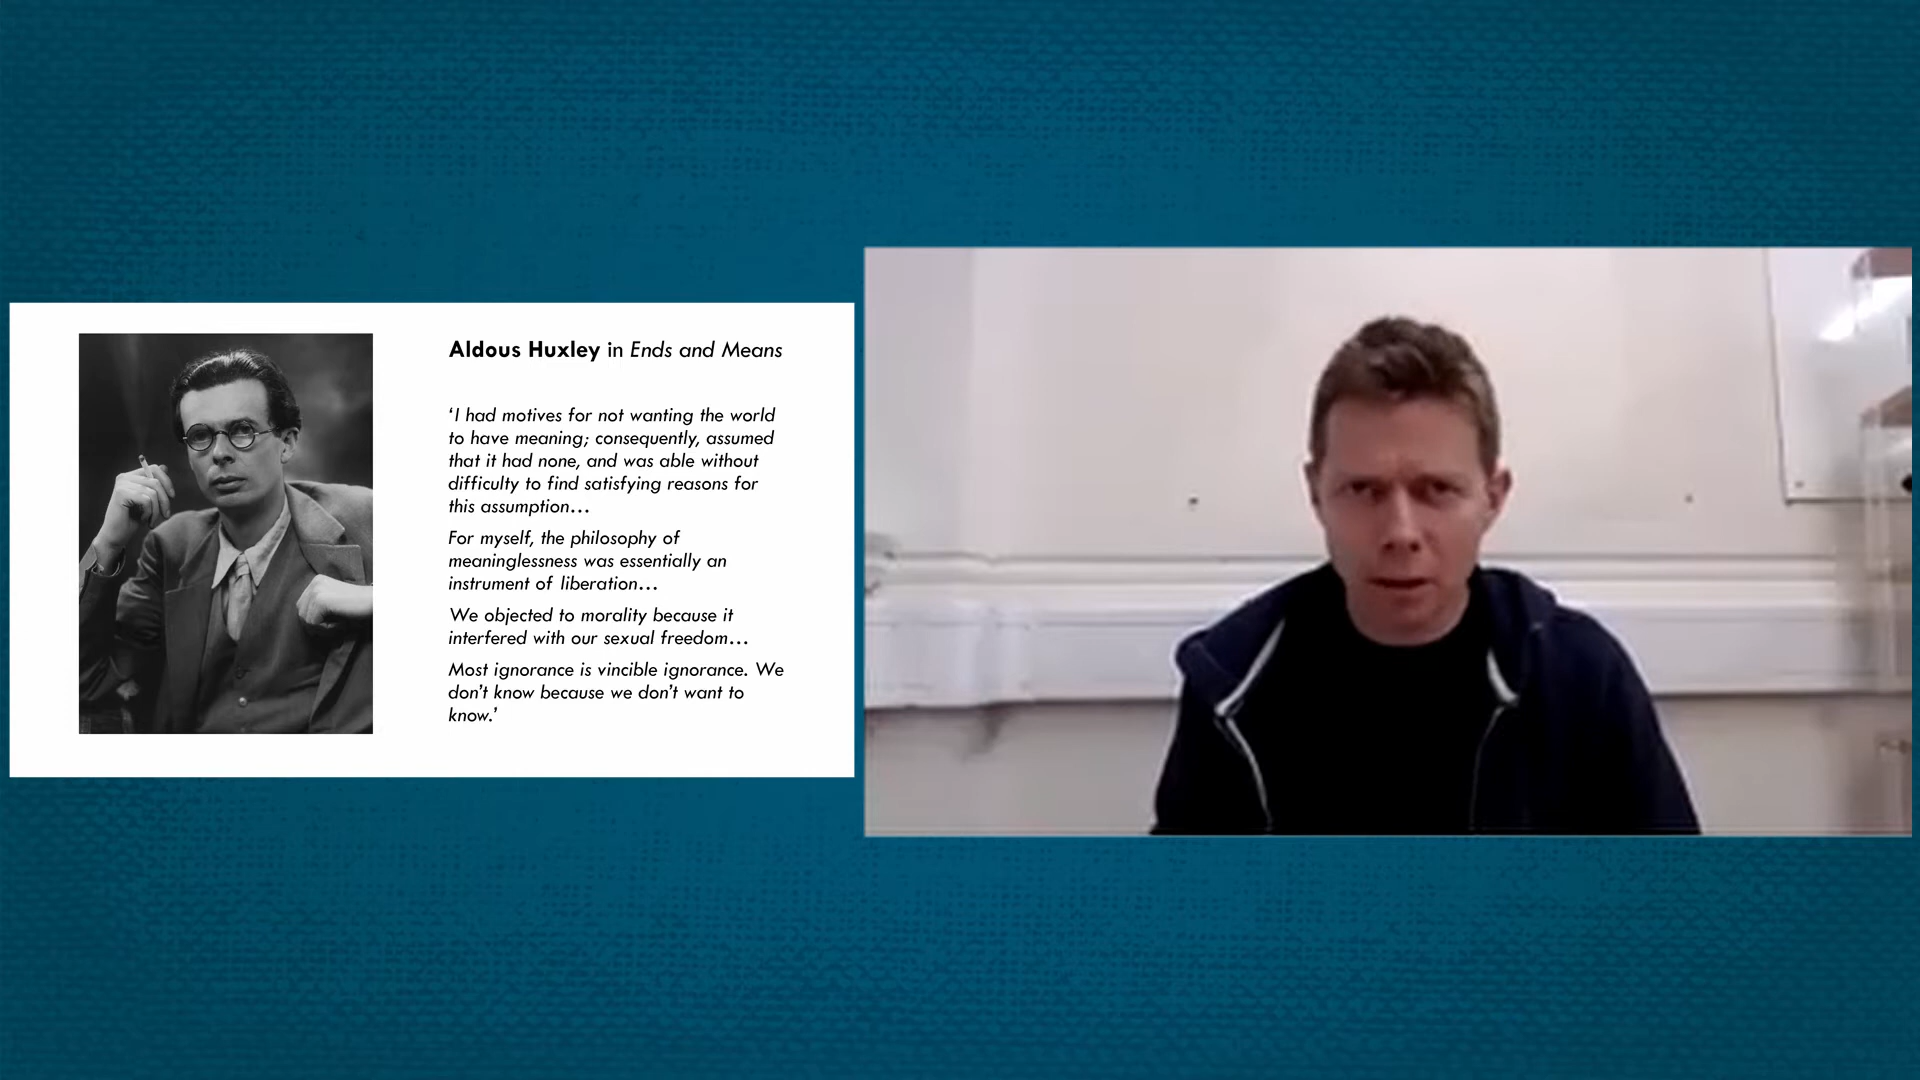 Aldous Huxley in Ends and Means
‘I had motives for not wanting the world
to have meaning; consequently, assumed
that it had none, and was able without
difficulty to find satisfying reasons for
this assumption…
For myself, the philosophy of
meaninglessness was essentially an
instrument of liberation…
We objected to morality because it
interfered with our sexual freedom…
Most ignorance is vincible ignorance. We
don’t know because we don’t want to
know.’